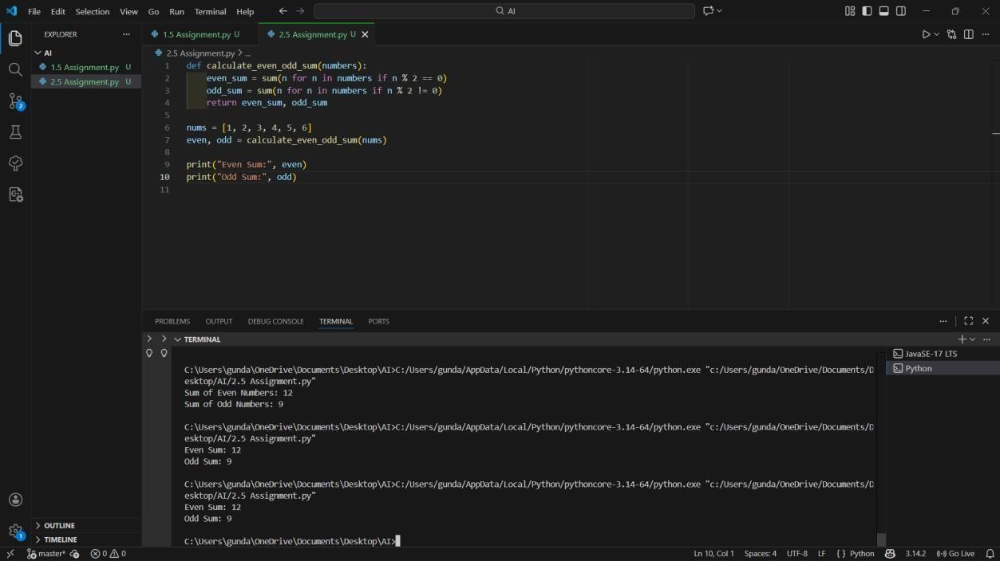 File Edit Selection View Go Run Terminal Help
AI
EXPLORER
AI
1.5 Assignment.py U
2.5 Assignment.py U
2
1.5 Assignment.py U
2.5 Assignment.py U
2.5 Assignment.py > ...
1 def calculate_even_odd_sum(numbers):
2 even_sum = sum(n for n in numbers if n % 2 == 0)
3 odd_sum = sum(n for n in numbers if n % 2 != 0)
4 return even_sum, odd_sum
5
6 nums = [1, 2, 3, 4, 5, 6]
7 even, odd = calculate_even_odd_sum(nums)
8
9 print("Even Sum:", even)
10 print("Odd Sum:", odd)
11
PROBLEMS OUTPUT DEBUG CONSOLE TERMINAL PORTS
TERMINAL
C:\Users\gunda\OneDrive\Documents\Desktop\AI>C:/Users/gunda/AppData/Local/Python/pythoncore-3.14-64/python.exe "c:/Users/gunda/OneDrive/Documents/D
esktop/AI/2.5 Assignment.py"
Sum of Even Numbers: 12
Sum of Odd Numbers: 9
C:\Users\gunda\OneDrive\Documents\Desktop\AI>C:/Users/gunda/AppData/Local/Python/pythoncore-3.14-64/python.exe "c:/Users/gunda/OneDrive/Documents/D
esktop/AI/2.5 Assignment.py"
Even Sum: 12
Odd Sum: 9
C:\Users\gunda\OneDrive\Documents\Desktop\AI>C:/Users/gunda/AppData/Local/Python/pythoncore-3.14-64/python.exe "c:/Users/gunda/OneDrive/Documents/D
esktop/AI/2.5 Assignment.py"
Even Sum: 12
Odd Sum: 9
C:\Users\gunda\OneDrive\Documents\Desktop\AI>
JavaSE-17 LTS
Python
OUTLINE
TIMELINE
1
master* 0 0
Ln 10, Col 1 Spaces: 4 UTF-8 LF { } Python 3.14.2 Go Live